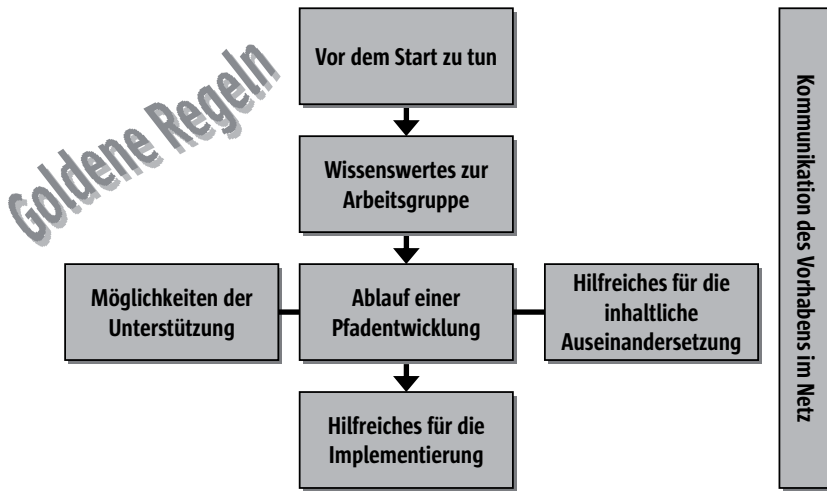 Goldene Regeln
Vor dem Start zu tun
Wissenswertes zur
Arbeitsgruppe
Möglichkeiten der
Unterstützung
Ablauf einer
Pfadentwicklung
Hilfreiches für die
inhaltliche
Auseinandersetzung
Hilfreiches für die
Implementierung
Kommunikation des Vorhabens im Netz